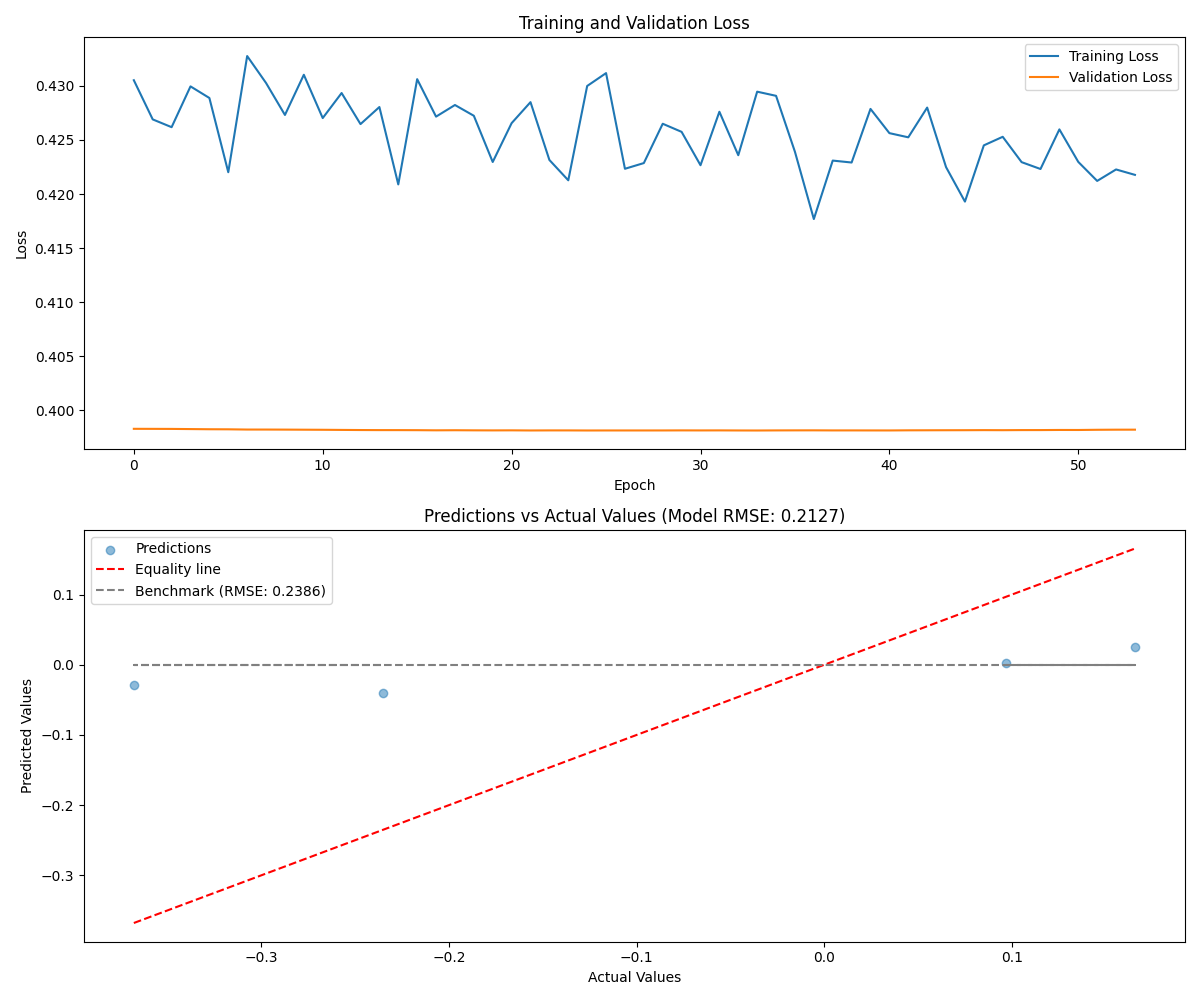 Training and Validation Loss
Training Loss
Validation Loss
0.430
0.425
0.420
0.415
0.410
0.405
0.400
Loss
0
10
20
30
40
50
Epoch
Predictions vs Actual Values (Model RMSE: 0.2127)
Predictions
Equality line
Benchmark (RMSE: 0.2386)
0.1
0.0
−0.1
−0.2
−0.3
Predicted Values
−0.3
−0.2
−0.1
0.0
0.1
Actual Values